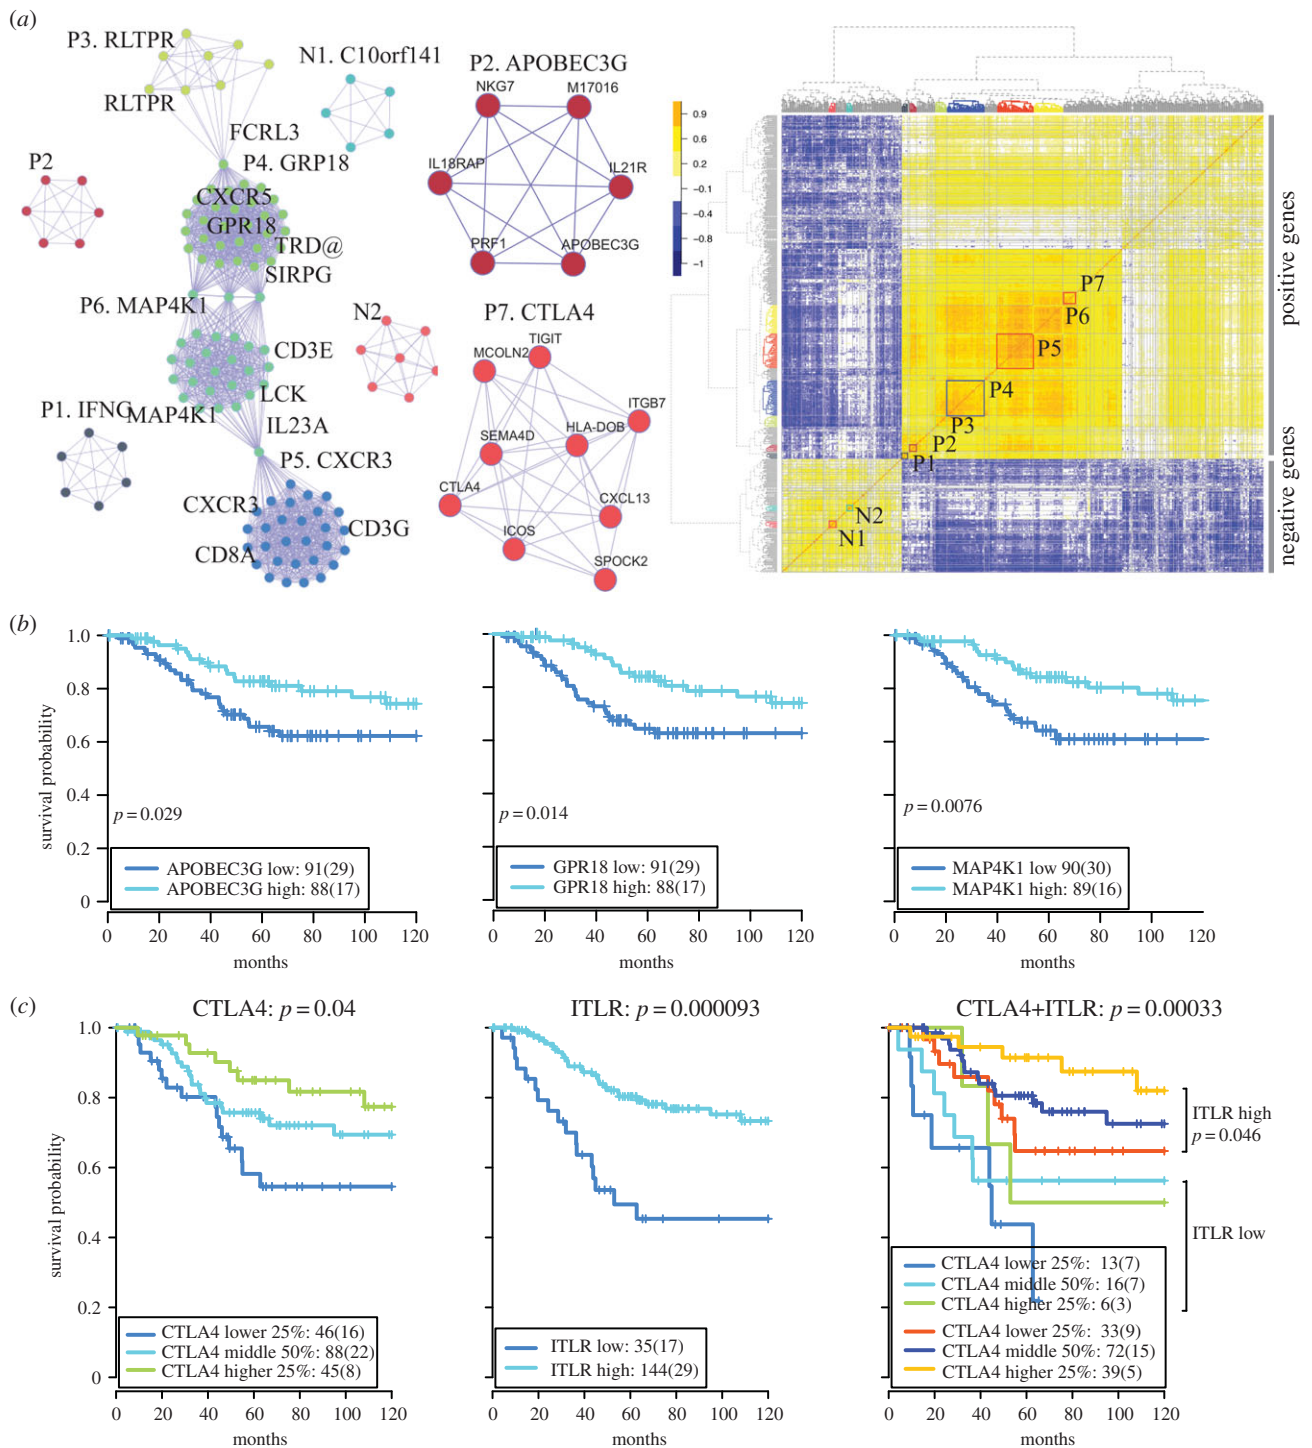 (a)
P3. RLTPR
RLTPR
N1. C10orf141
P2. APOBEC3G
NKG7
M17016
IL18RAP
IL21R
PRF1
APOBEC3G
FCRL3
P4. GRP18
P2
CXCR5
GPR18
TRD@
SIRPG
P6. MAP4K1
N2
CD3E
LCK
MAP4K1
IL23A
P1. IFNG
P5. CXCR3
CXCR3
CD3G
CD8A
P7. CTLA4
TIGIT
MCOLN2
ITGB7
HLA-DOB
SEMA4D
CTLA4
CXCL13
ICOS
SPOCK2
0.9
0.6
0.2
−0.1
−0.4
−0.8
−1
P7
P6
P5
P4
P3
P2
P1
N2
N1
positive genes
negative genes
(b)
survival probability
1.0
0.8
0.6
0.4
0.2
0
p = 0.029
APOBEC3G low: 91(29)
APOBEC3G high: 88(17)
0 20 40 60 80 100 120
months
p = 0.014
GPR18 low: 91(29)
GPR18 high: 88(17)
0 20 40 60 80 100 120
months
p = 0.0076
MAP4K1 low 90(30)
MAP4K1 high: 89(16)
0 20 40 60 80 100 120
months
(c)
CTLA4: p = 0.04
survival probability
1.0
0.8
0.6
0.4
0.2
0
CTLA4 lower 25%: 46(16)
CTLA4 middle 50%: 88(22)
CTLA4 higher 25%: 45(8)
0 20 40 60 80 100 120
months
ITLR: p = 0.000093
ITLR low: 35(17)
ITLR high: 144(29)
0 20 40 60 80 100 120
months
CTLA4+ITLR: p = 0.00033
ITLR high
p = 0.046
ITLR low
CTLA4 lower 25%: 13(7)
CTLA4 middle 50%: 16(7)
CTLA4 higher 25%: 6(3)
CTLA4 lower 25%: 33(9)
CTLA4 middle 50%: 72(15)
CTLA4 higher 25%: 39(5)
0 20 40 60 80 100 120
months